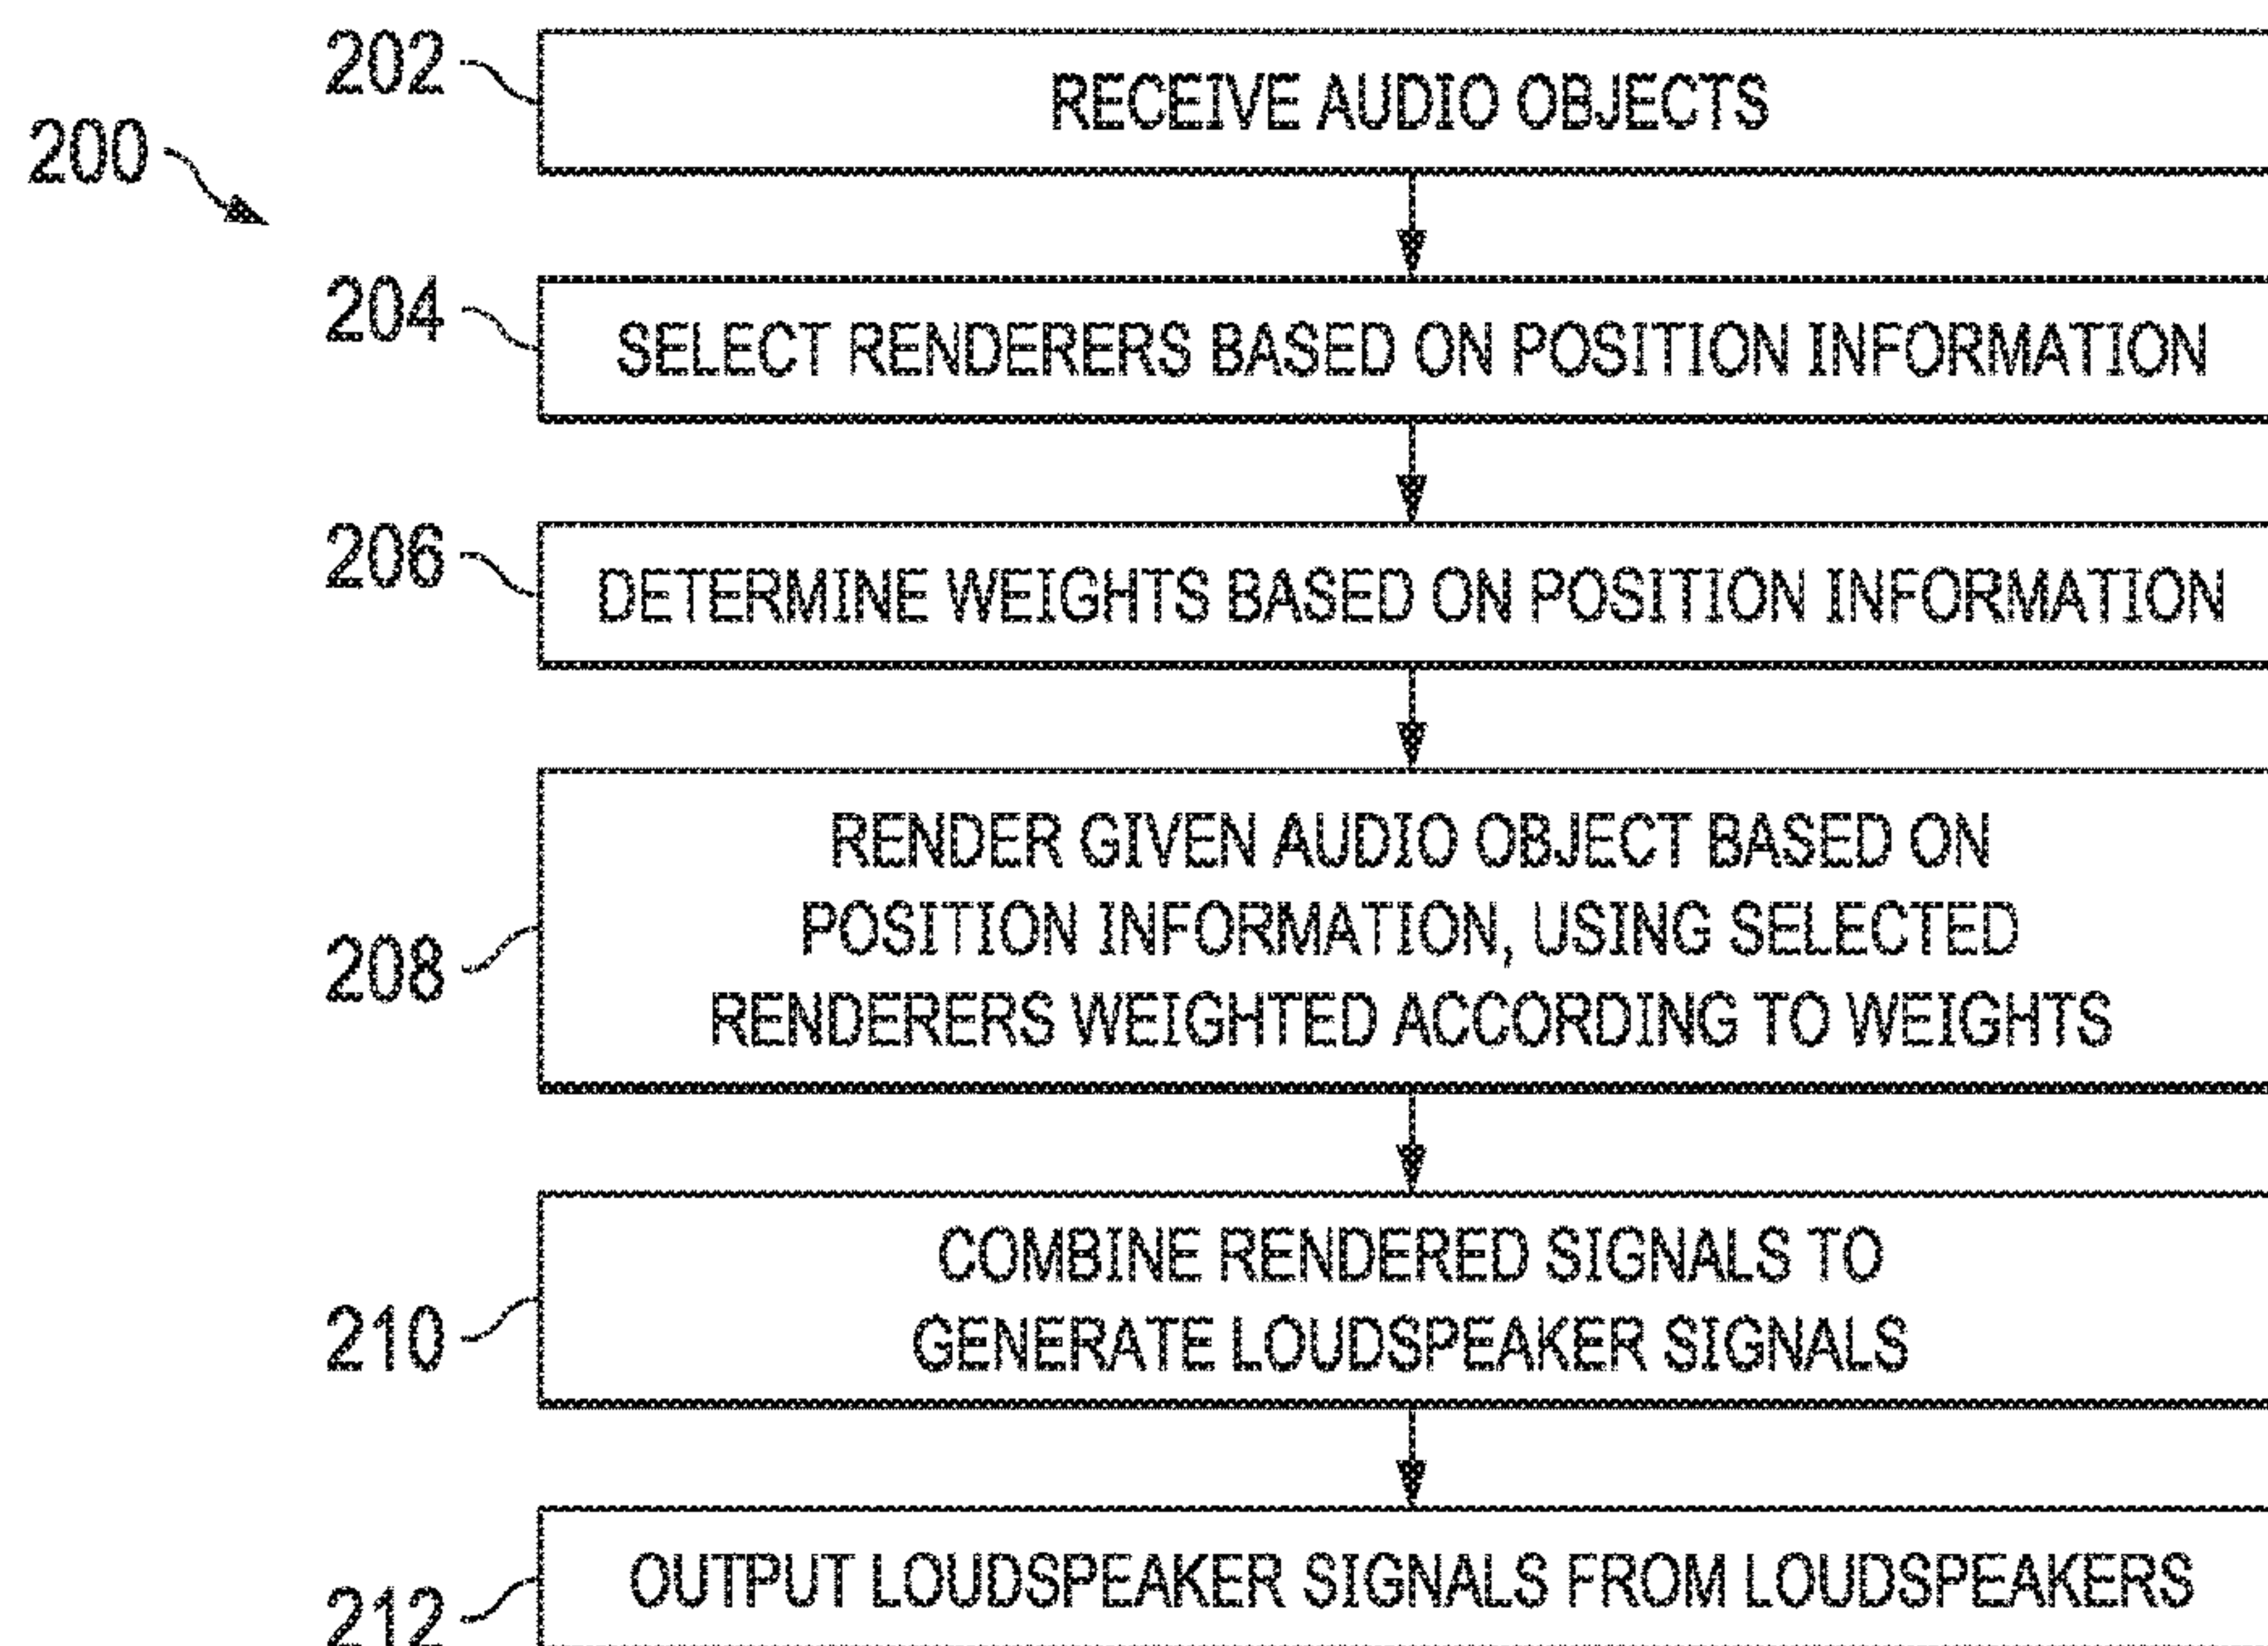 202
RECEIVE AUDIO OBJECTS
200
204
SELECT RENDERERS BASED ON POSITION INFORMATION
206
DETERMINE WEIGHTS BASED ON POSITION INFORMATION
208
RENDER GIVEN AUDIO OBJECT BASED ON
POSITION INFORMATION, USING SELECTED
RENDERERS WEIGHTED ACCORDING TO WEIGHTS
210
COMBINE RENDERED SIGNALS TO
GENERATE LOUDSPEAKER SIGNALS
212
OUTPUT LOUDSPEAKER SIGNALS FROM LOUDSPEAKERS